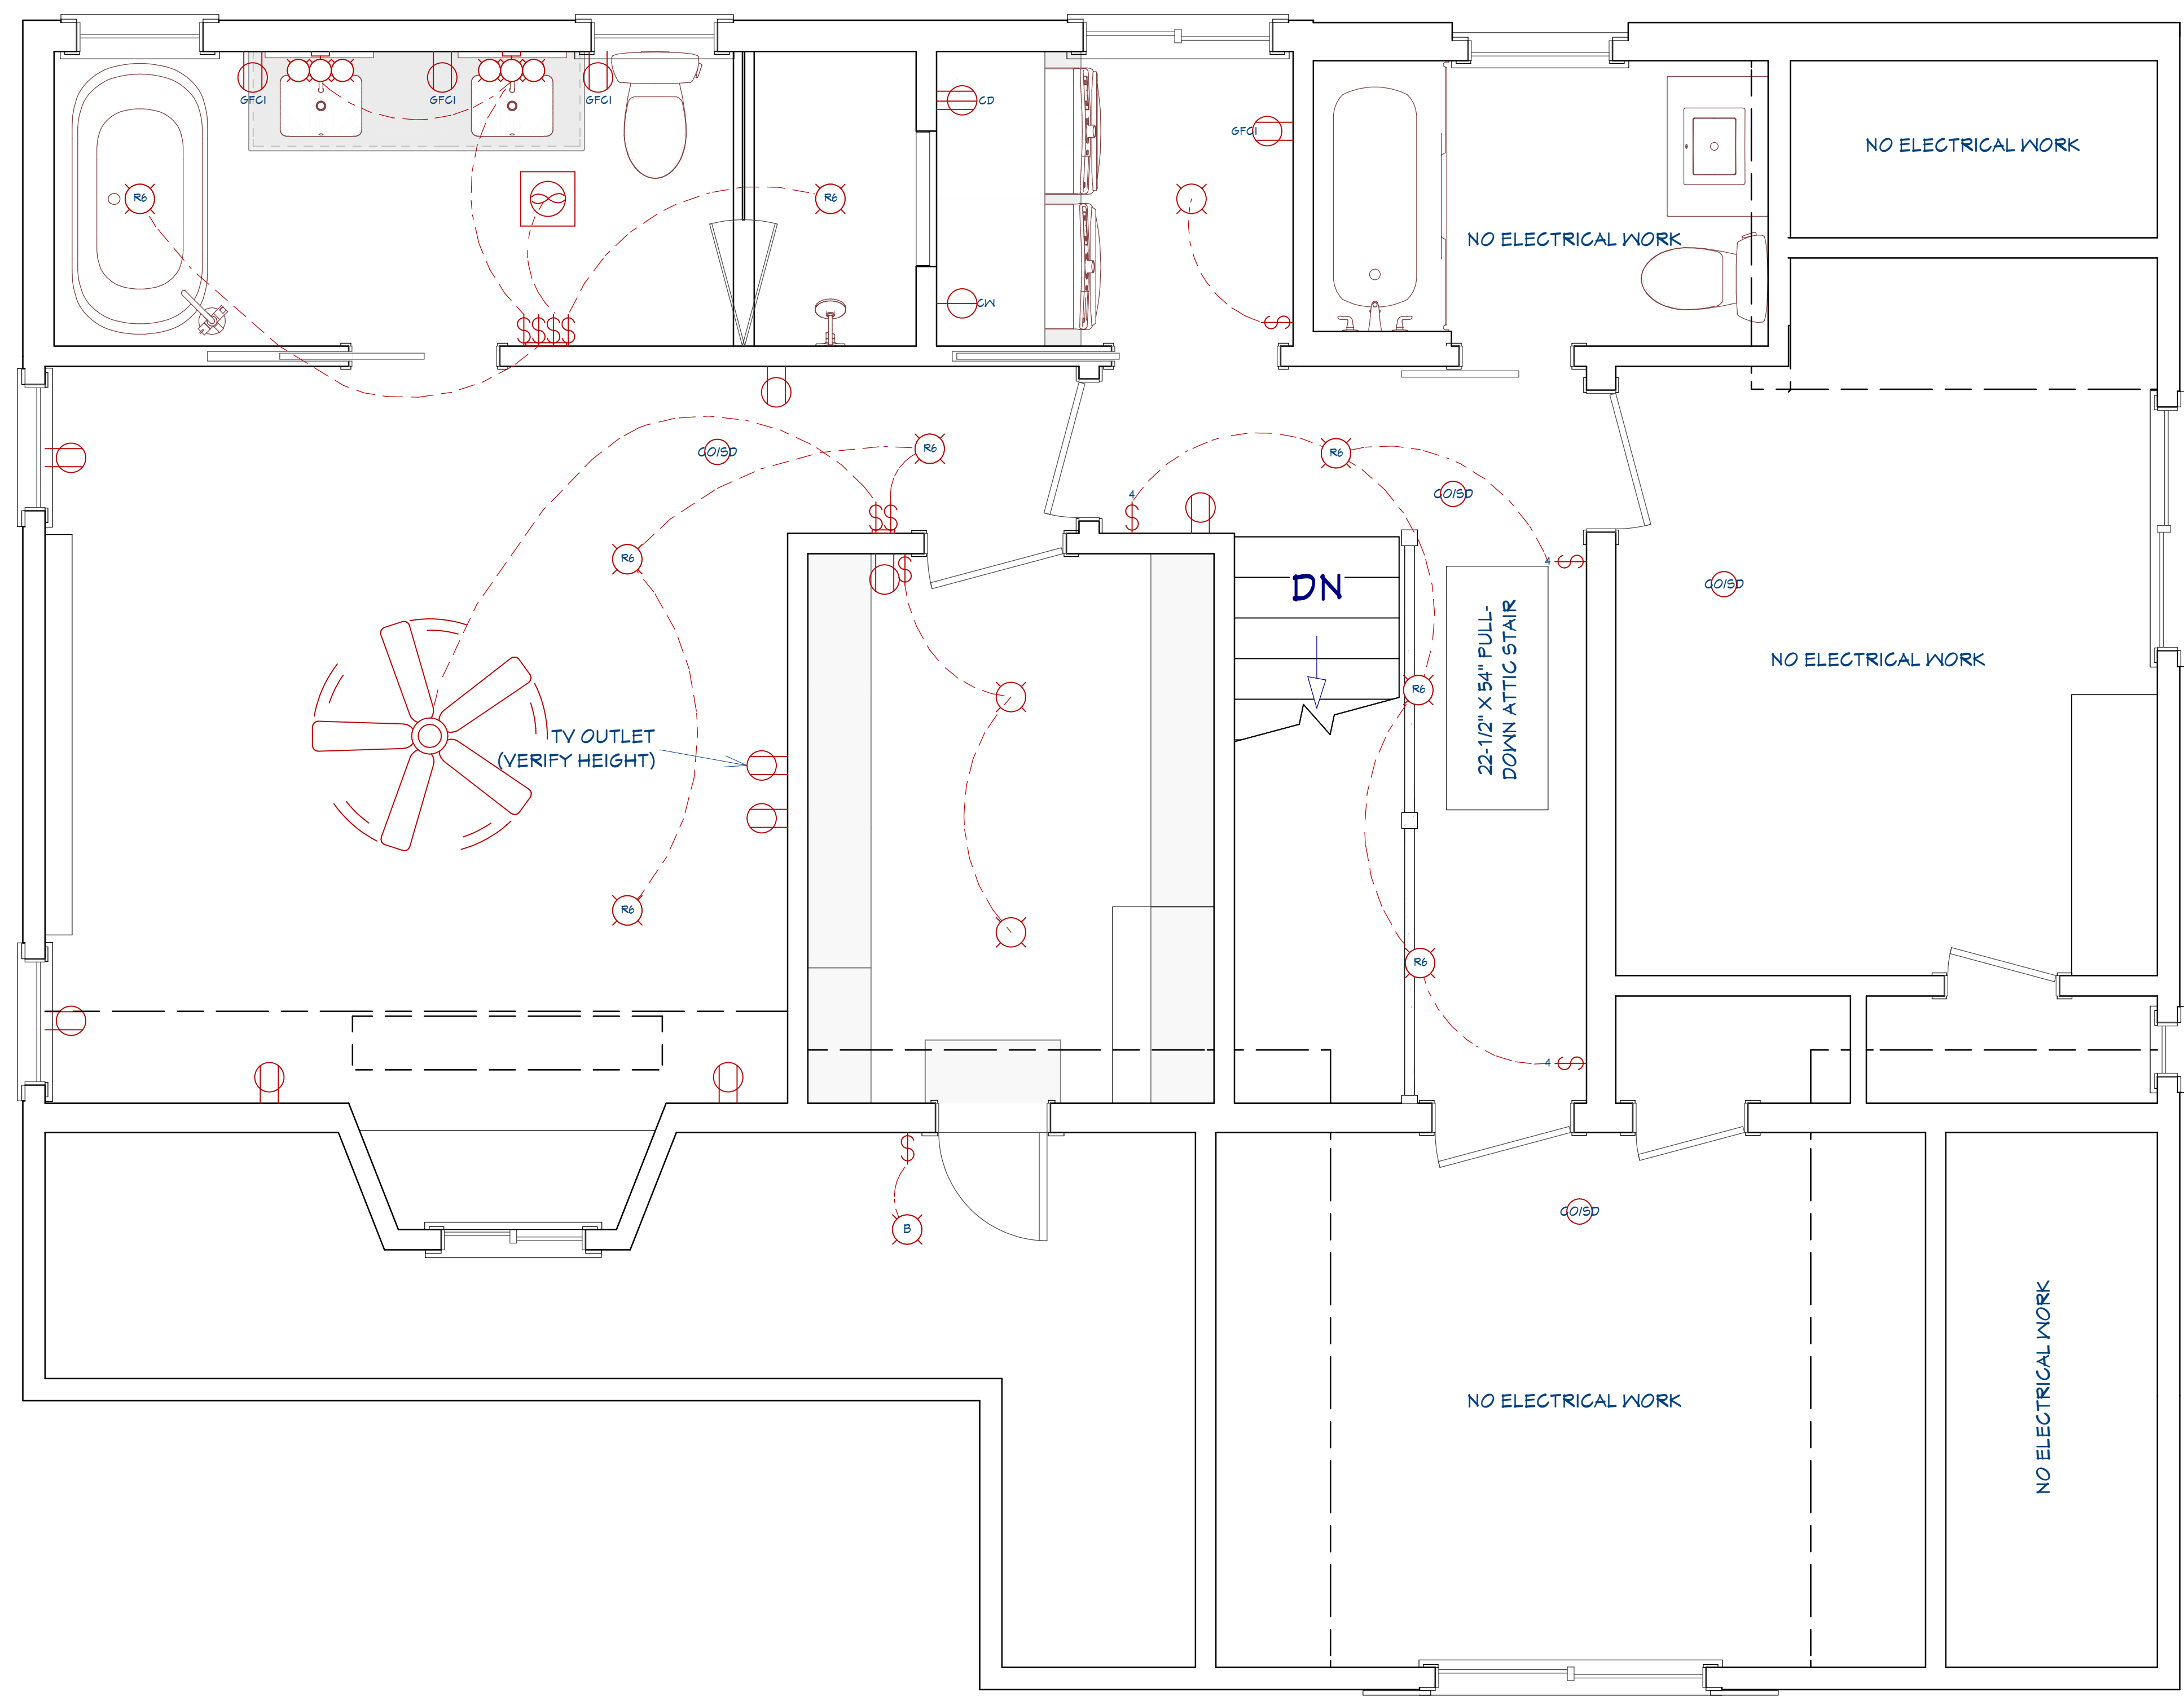 GFCI
GFCI
GFCI
CD
GFCI
NO ELECTRICAL WORK
R6
R6
NO ELECTRICAL WORK
CW
$$$$
R6
CO/SD
R6
4
CO/SD
$$
$
R6
$
4 $
DN
CO/SD
22-1/2" X 54" PULL-
DOWN ATTIC STAIR
NO ELECTRICAL WORK
R6
TV OUTLET
(VERIFY HEIGHT)
R6
R6
4 $
$
CO/SD
B
NO ELECTRICAL WORK
NO ELECTRICAL WORK